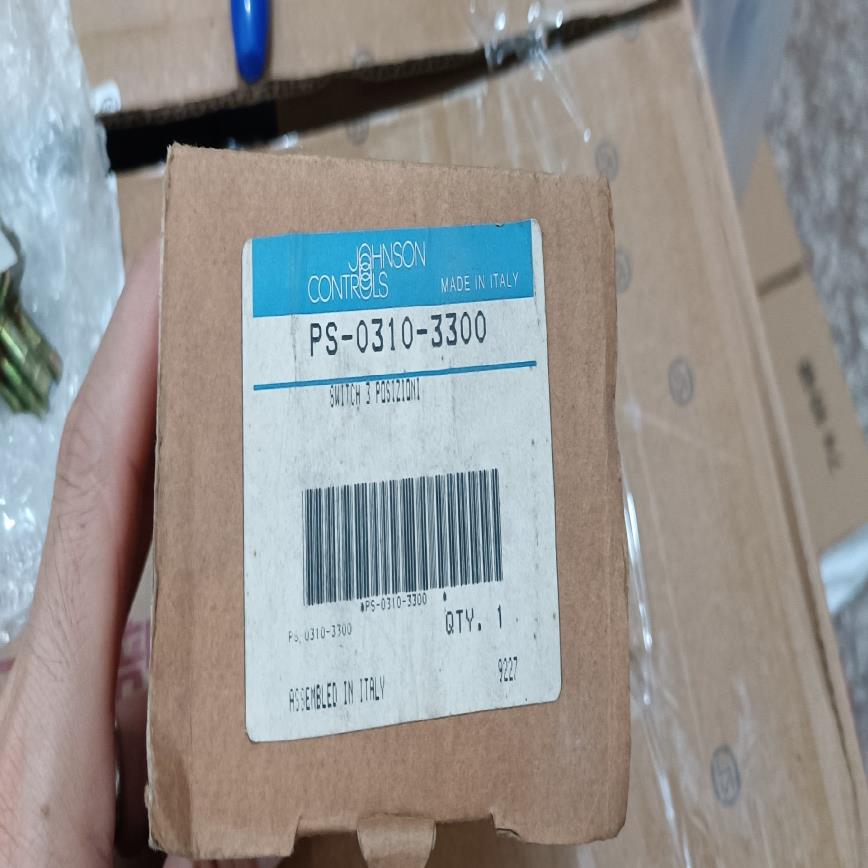 JOHNSON
CONTROLS
MADE IN ITALY
PS-0310-3300
SWITCH 3 POSIZIONI
*PS-0310-3300
PS 0310-3300
QTY. 1
9227
ASSEMBLED IN ITALY